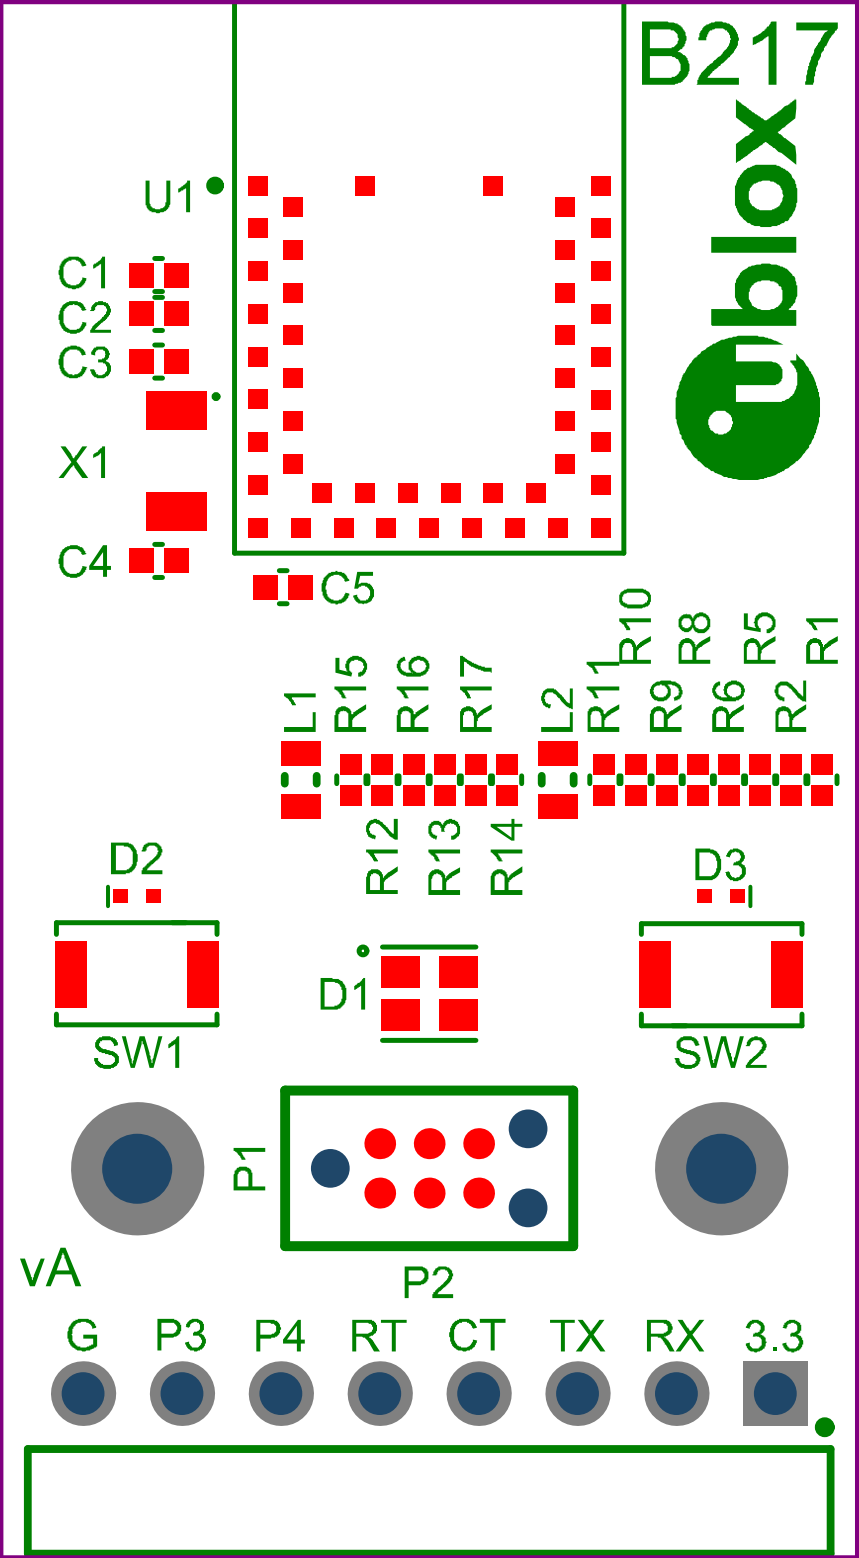 B217
ublox
U1
C1
C2
C3
X1
C4
C5
R10
R8
R5
R1
L1
R15
R16
R17
L2
R11
R9
R6
R2
R12
R13
R14
D2
D3
D1
SW1
SW2
P1
vA
P2
G P3 P4 RT CT TX RX 3.3